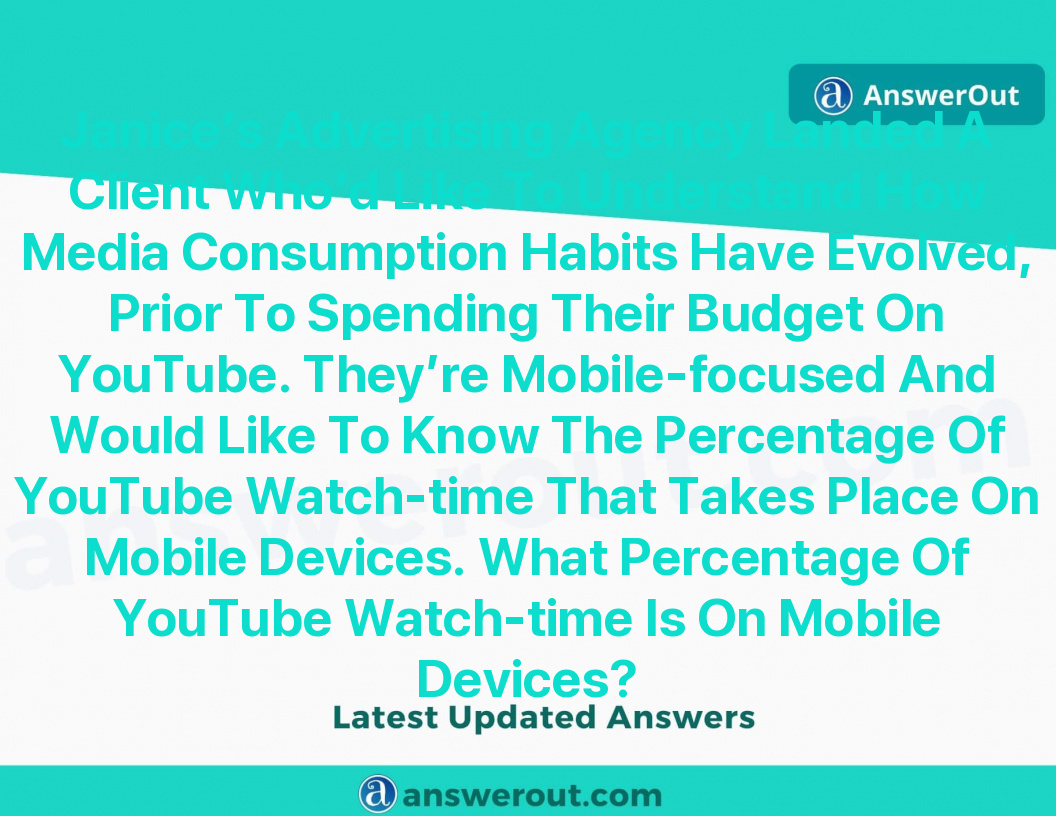 AnswerOut
Janice's Advertising Agency Landed A
Client Who'd Like To Understand How
Media Consumption Habits Have Evolved,
Prior To Spending Their Budget On
YouTube. They're Mobile-focused And
Would Like To Know The Percentage Of
YouTube Watch-time That Takes Place On
Mobile Devices. What Percentage Of
YouTube Watch-time Is On Mobile
Devices?
answerout.com
Latest Updated Answers
answerout.com